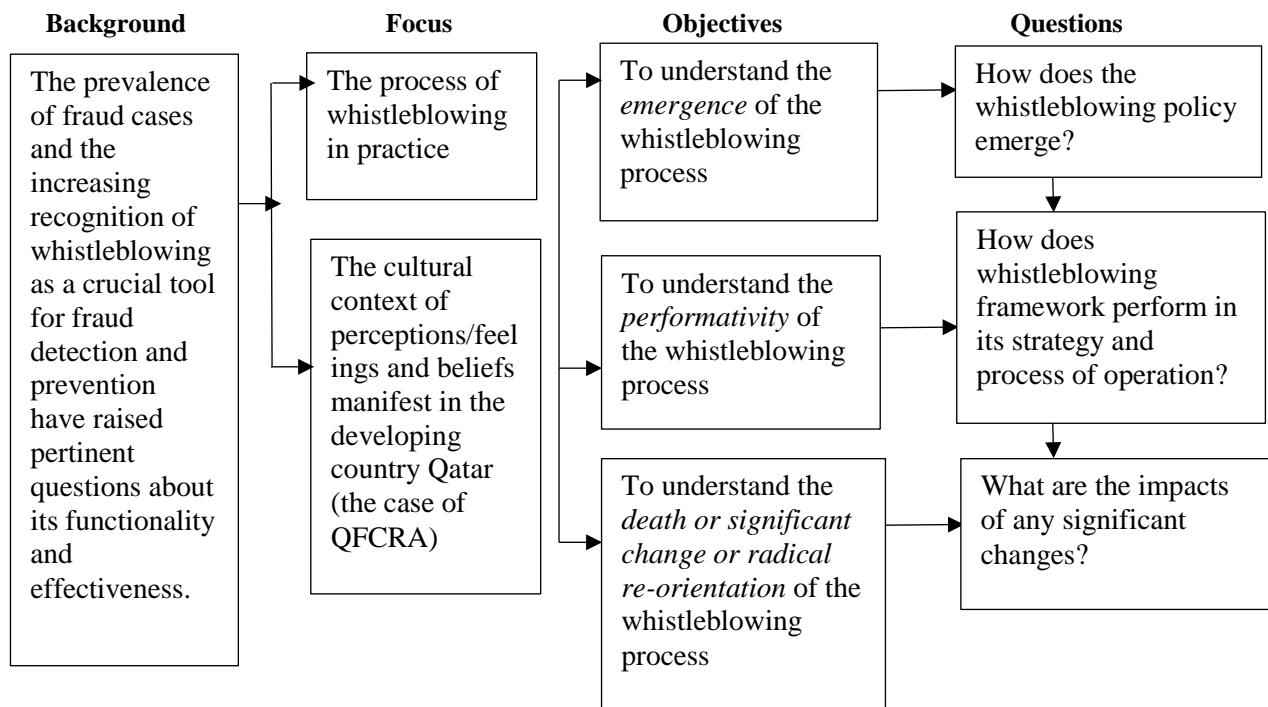 Background
Focus
Objectives
Questions
The prevalence
of fraud cases
and the
increasing
recognition of
whistleblowing
as a crucial tool
for fraud
detection and
prevention
have raised
pertinent
questions about
its functionality
and
effectiveness.
The process of
whistleblowing
in practice
The cultural
context of
perceptions/feel
ings and beliefs
manifest in the
developing
country Qatar
(the case of
QFCRA)
To understand the
emergence of the
whistleblowing
process
To understand the
performativity of
the whistleblowing
process
To understand the
death or significant
change or radical
re-orientation of the
whistleblowing
process
How does the
whistleblowing policy
emerge?
How does
whistleblowing
framework perform in
its strategy and
process of operation?
What are the impacts
of any significant
changes?